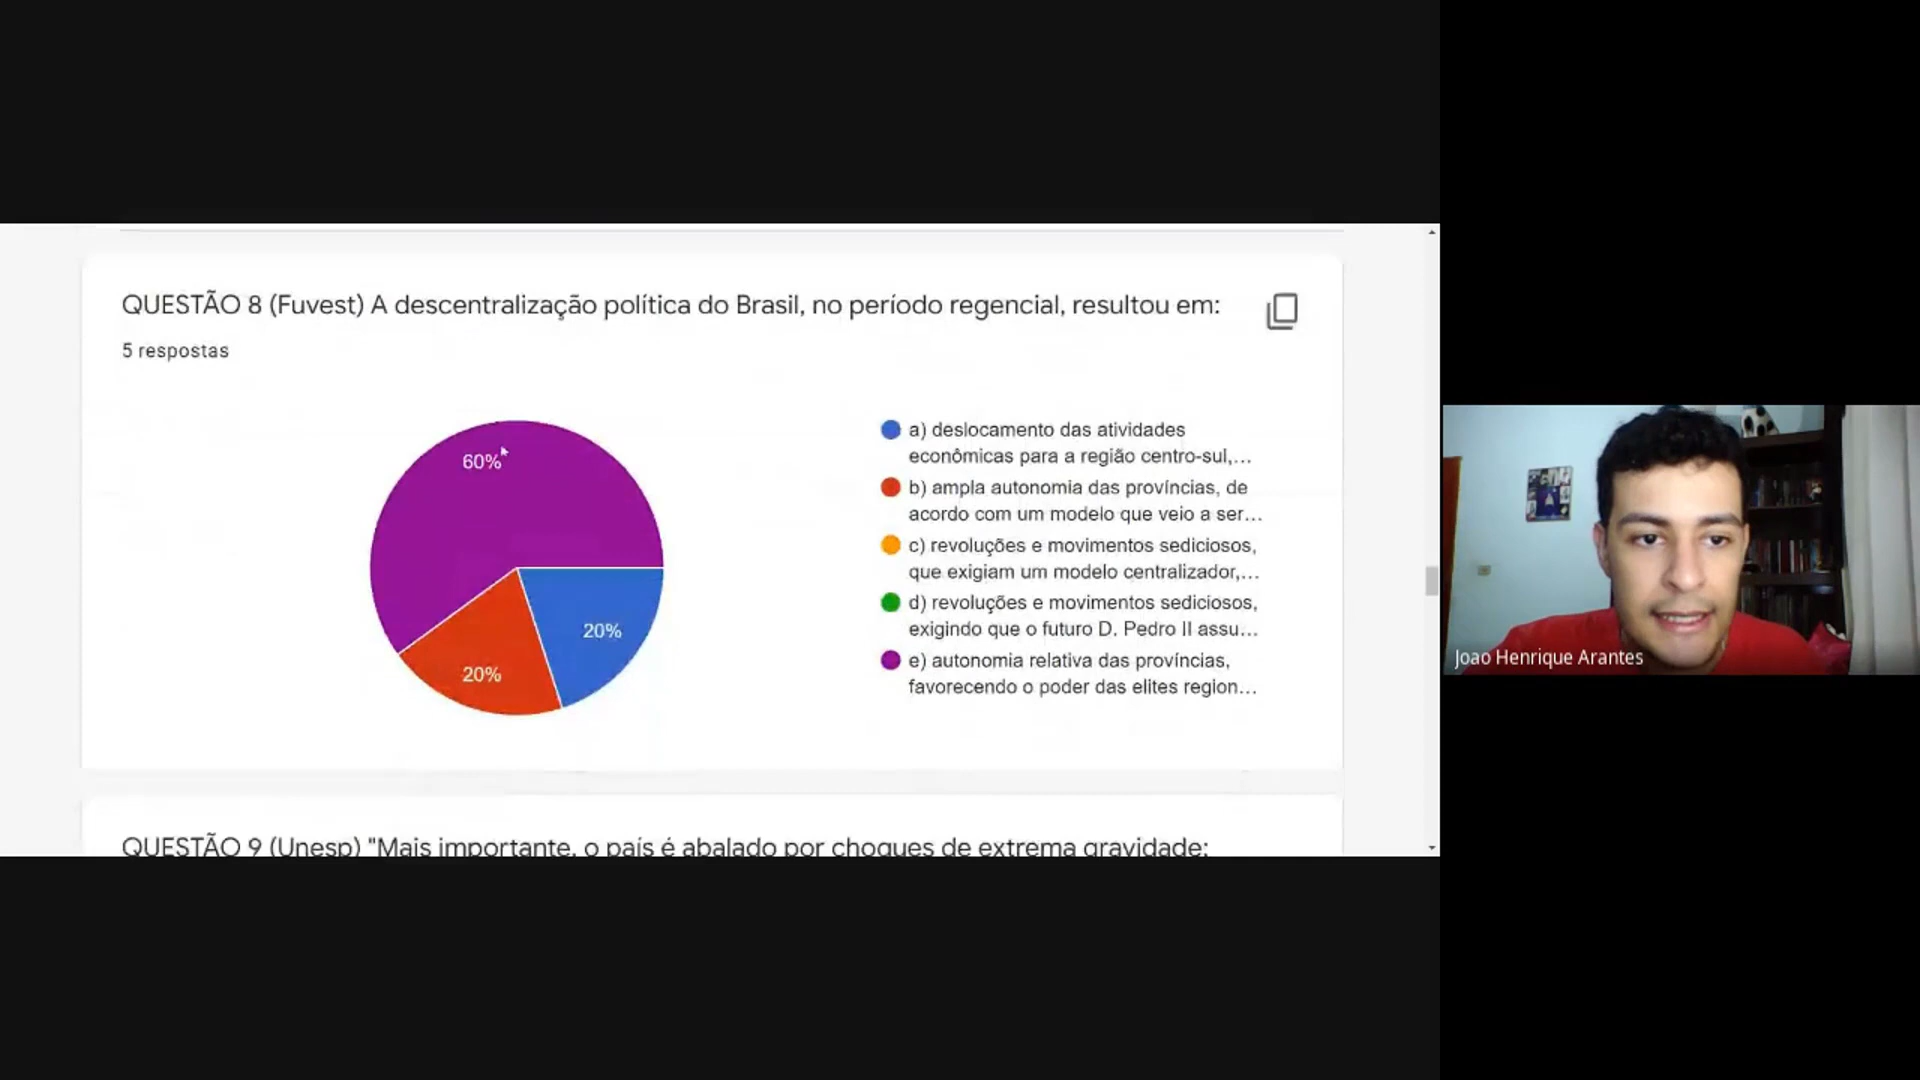 QUESTÃO 8 (Fuvest) A descentralização política do Brasil, no período regencial, resultou em:
5 respostas
60%
20%
20%
a) deslocamento das atividades
econômicas para a região centro-sul,...
b) ampla autonomia das províncias, de
acordo com um modelo que veio a ser...
c) revoluções e movimentos sediciosos,
que exigiam um modelo centralizador,...
d) revoluções e movimentos sediciosos,
exigindo que o futuro D. Pedro II assu...
e) autonomia relativa das províncias,
favorecendo o poder das elites region...
QUESTÃO 9 (Unesp) "Mais importante, o país é abalado por choques de extrema gravidade;
Joao Henrique Arantes